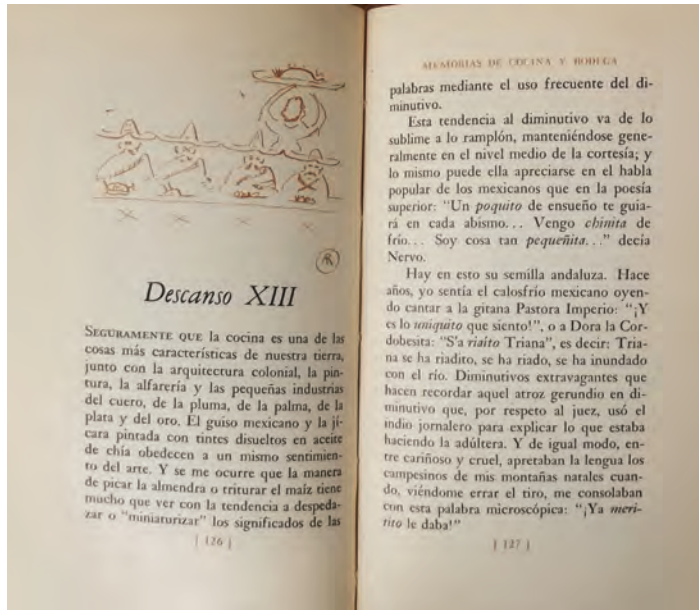 Descanso XIII
SEGURAMENTE QUE la cocina es una de las
cosas más características de nuestra tierra,
junto con la arquitectura colonial, la pin-
tura, la alfarería y las pequeñas industrias
del cuero, de la pluma, de la palma, de la
plata y del oro. El guiso mexicano y la jí-
cara pintada con tintes disueltos en aceite
de chía obedecen a un mismo sentimien-
to del arte. Y se me ocurre que la manera
de picar la almendra o triturar el maíz tiene
mucho que ver con la tendencia a despeda-
zar o "miniaturizar" los significados de las
[ 126 ]
MEMORIAS DE COCINA Y BODEGA
palabras mediante el uso frecuente del di-
minutivo.
Esta tendencia al diminutivo va de lo
sublime a lo ramplón, manteniéndose gene-
ralmente en el nivel medio de la cortesía; y
lo mismo puede ella apreciarse en el habla
popular de los mexicanos que en la poesía
superior: "Un poquito de ensueño te guia-
rá en cada abismo... Vengo chinita de
frío... Soy cosa tan pequeñita..." decía
Nervo.
Hay en esto su semilla andaluza. Hace
años, yo sentía el calosfrío mexicano oyen-
do cantar a la gitana Pastora Imperio: "¡Y
es lo uniquito que siento!", o a Dora la Cor-
dobesita: "S'a riaíto Triana", es decir: Tria-
na se ha riadito, se ha riado, se ha inundado
con el río. Diminutivos extravagantes que
hacen recordar aquel atroz gerundio en di-
minutivo que, por respeto al juez, usó el
indio jornalero para explicar lo que estaba
haciendo la adúltera. Y de igual modo, en-
tre cariñoso y cruel, apretaban la lengua los
campesinos de mis montañas natales cuan-
do, viéndome errar el tiro, me consolaban
con esta palabra microscópica: "¡Ya meri-
tito le daba!"
[ 127 ]